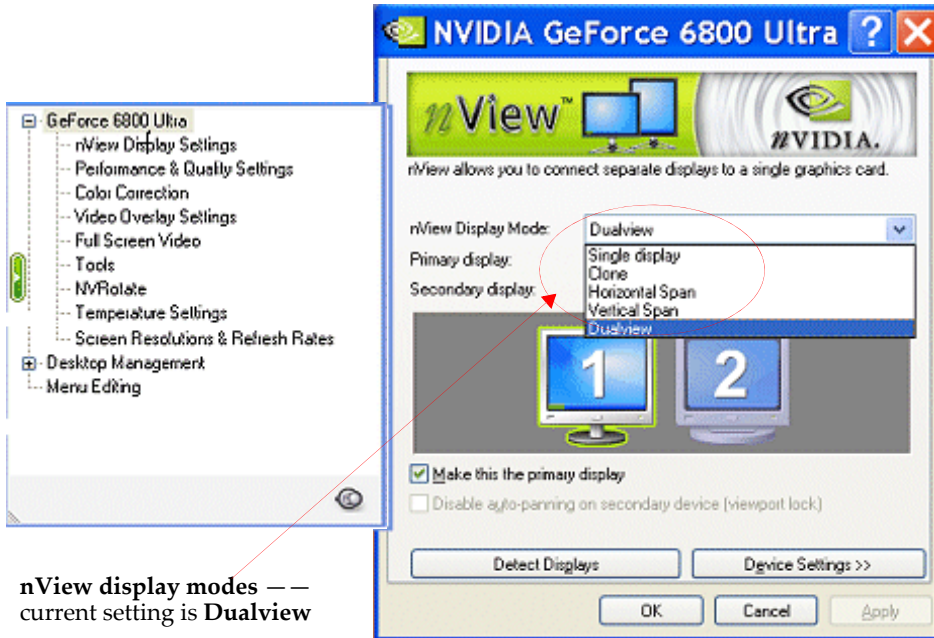 NVIDIA GeForce 6800 Ultra
nView™
NVIDIA.
nView allows you to connect separate displays to a single graphics card.
GeForce 6800 Ultra
nView Display Settings
Performance & Quality Settings
Color Correction
Video Overlay Settings
Full Screen Video
Tools
NVRotate
Temperature Settings
Screen Resolutions & Refresh Rates
Desktop Management
Menu Editing
nView Display Mode: Dualview
Primary display:
Secondary display:
Single display
Clone
Horizontal Span
Vertical Span
Dualview
1 2
Make this the primary display
Disable auto-panning on secondary device (viewport lock)
Detect Displays Device Settings >>
OK Cancel Apply
nView display modes ——
current setting is Dualview